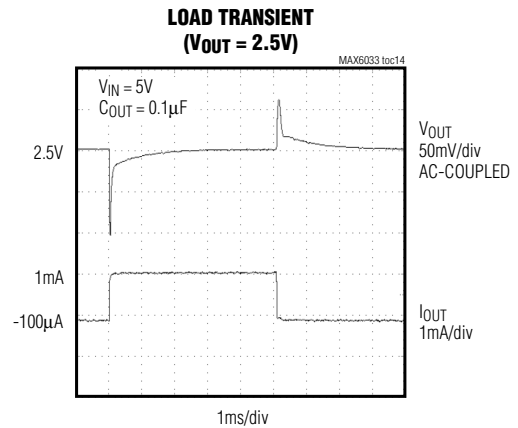 LOAD TRANSIENT
(VOUT = 2.5V)
MAX6033 toc14
VIN = 5V
COUT = 0.1µF
2.5V
VOUT
50mV/div
AC-COUPLED
1mA
-100µA
IOUT
1mA/div
1ms/div